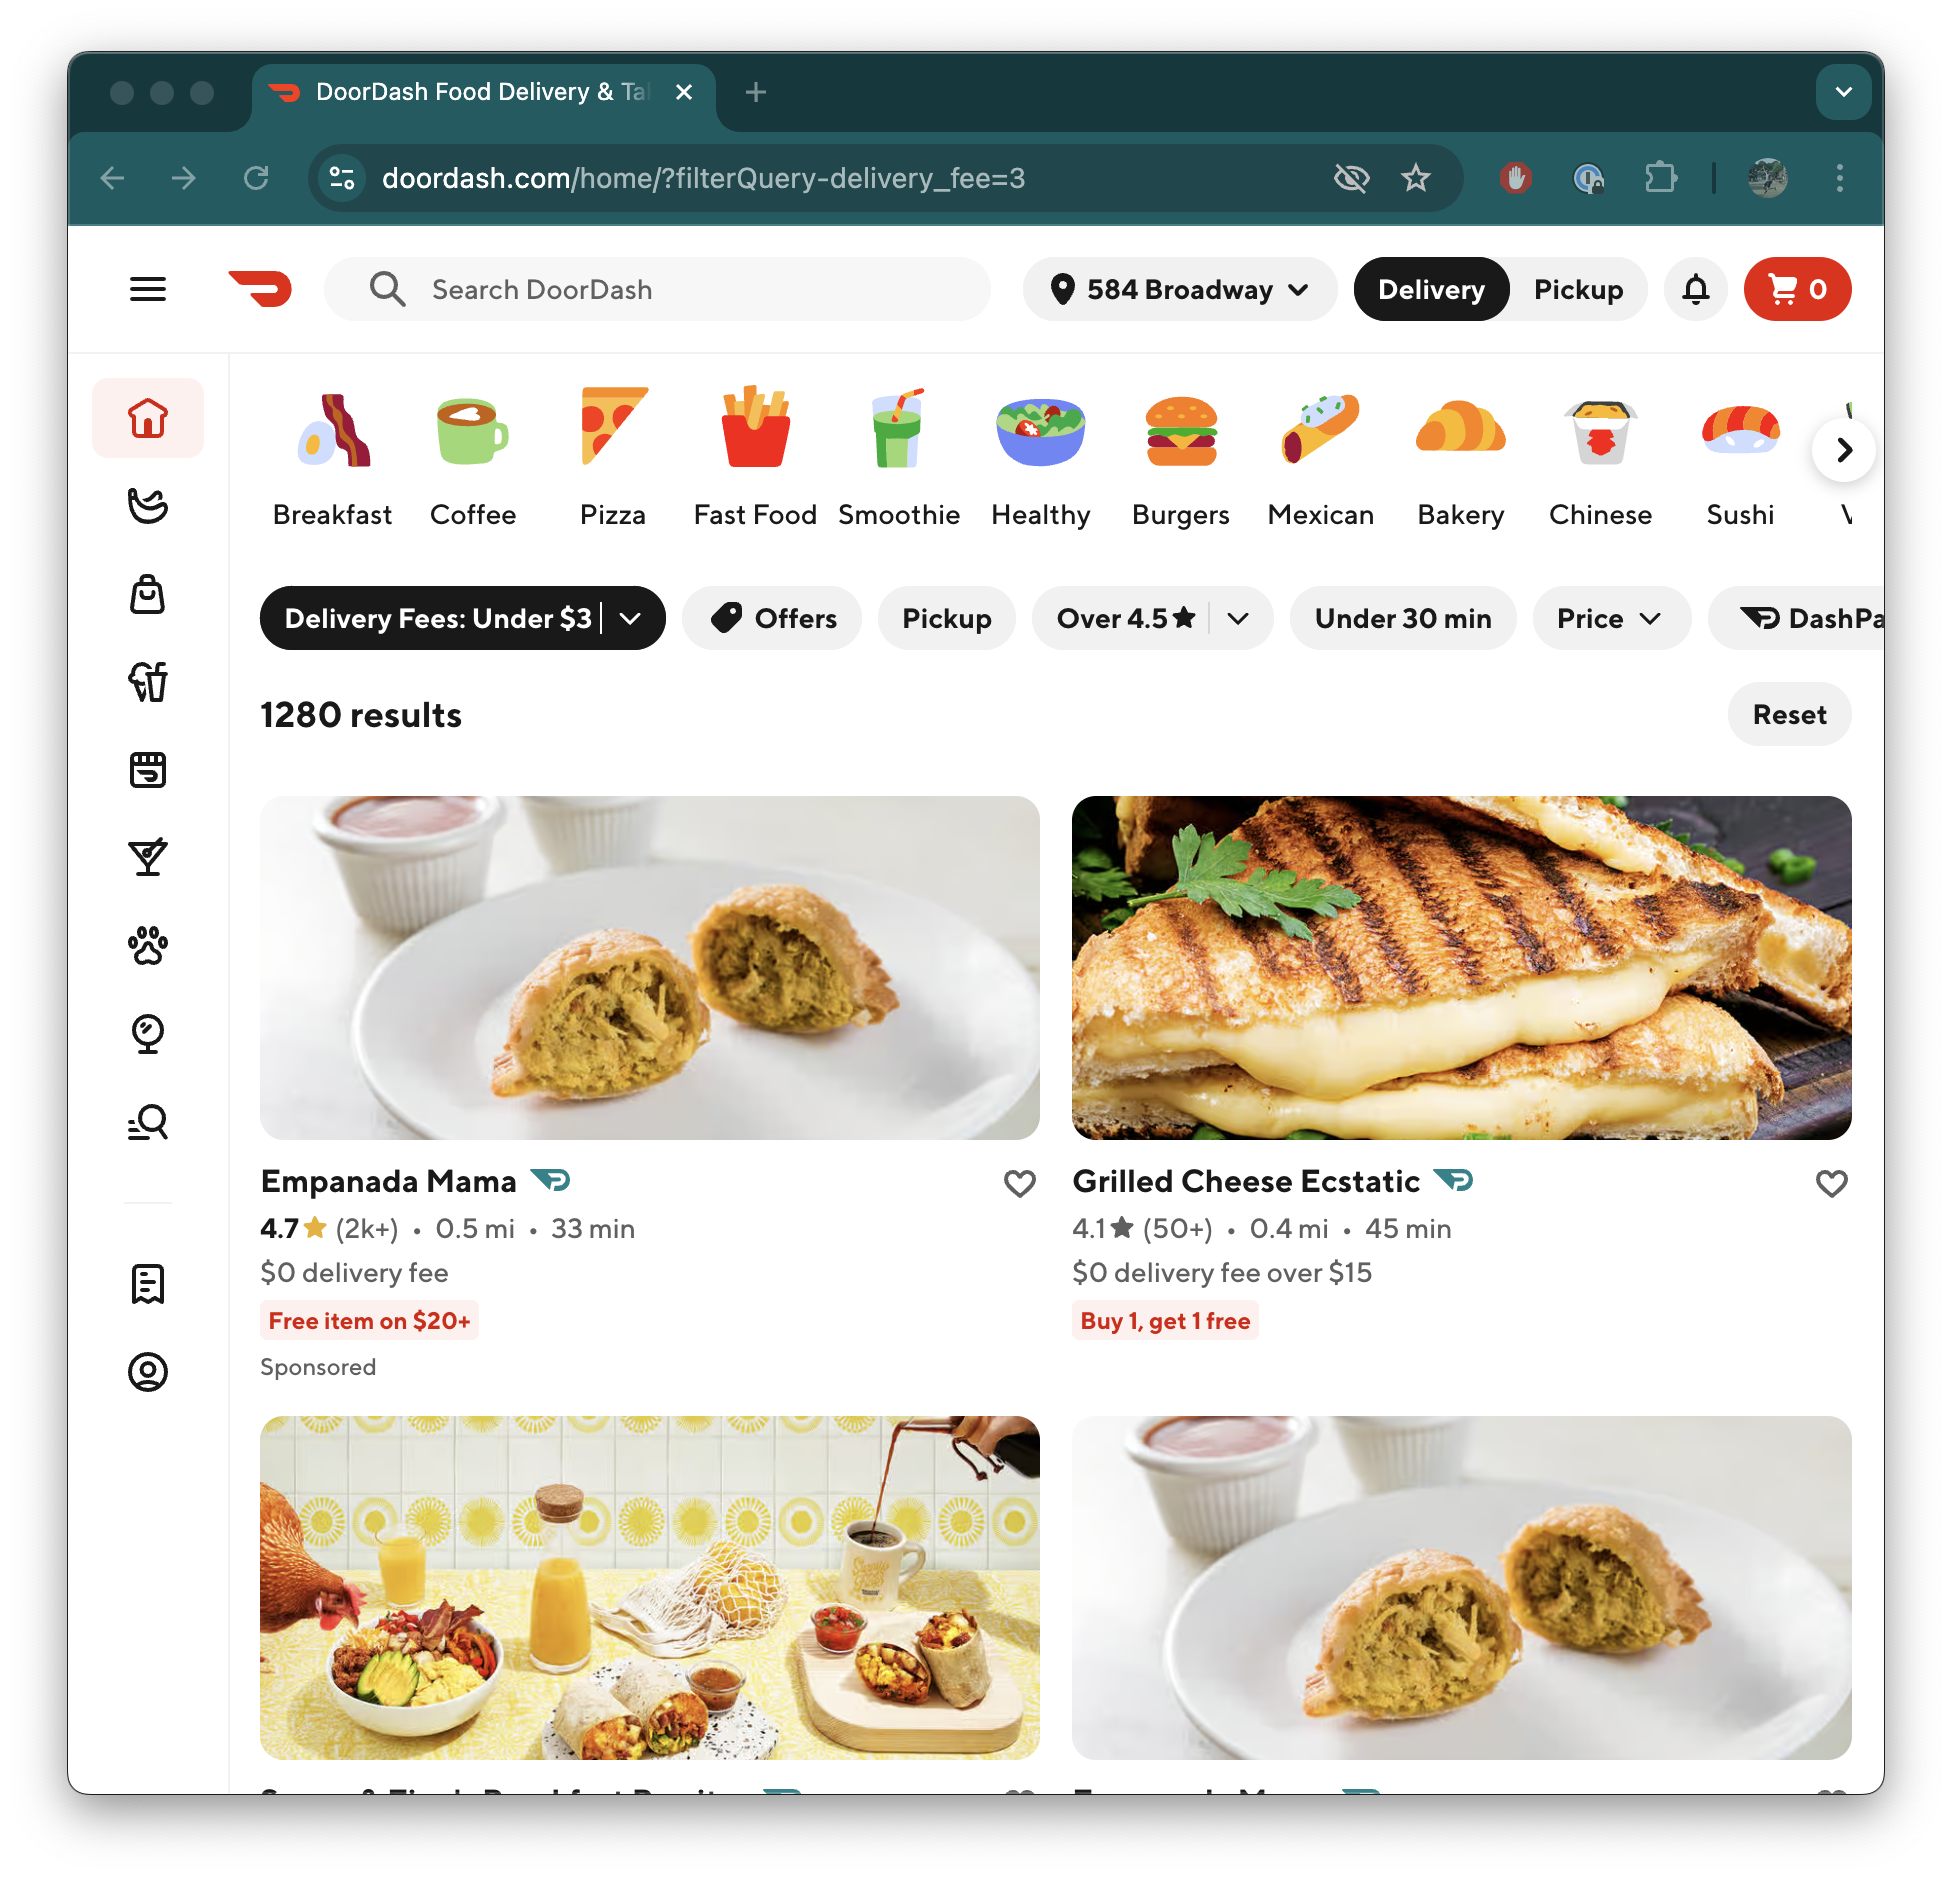 DoorDash Food Delivery & Ta
doordash.com/home/?filterQuery-delivery_fee=3
Search DoorDash
584 Broadway
Delivery
Pickup
0
Breakfast
Coffee
Pizza
Fast Food
Smoothie
Healthy
Burgers
Mexican
Bakery
Chinese
Sushi
Delivery Fees: Under $3
Offers
Pickup
Over 4.5★
Under 30 min
Price
DashPa
1280 results
Reset
Empanada Mama
4.7★ (2k+) • 0.5 mi • 33 min
$0 delivery fee
Free item on $20+
Sponsored
Grilled Cheese Ecstatic
4.1★ (50+) • 0.4 mi • 45 min
$0 delivery fee over $15
Buy 1, get 1 free